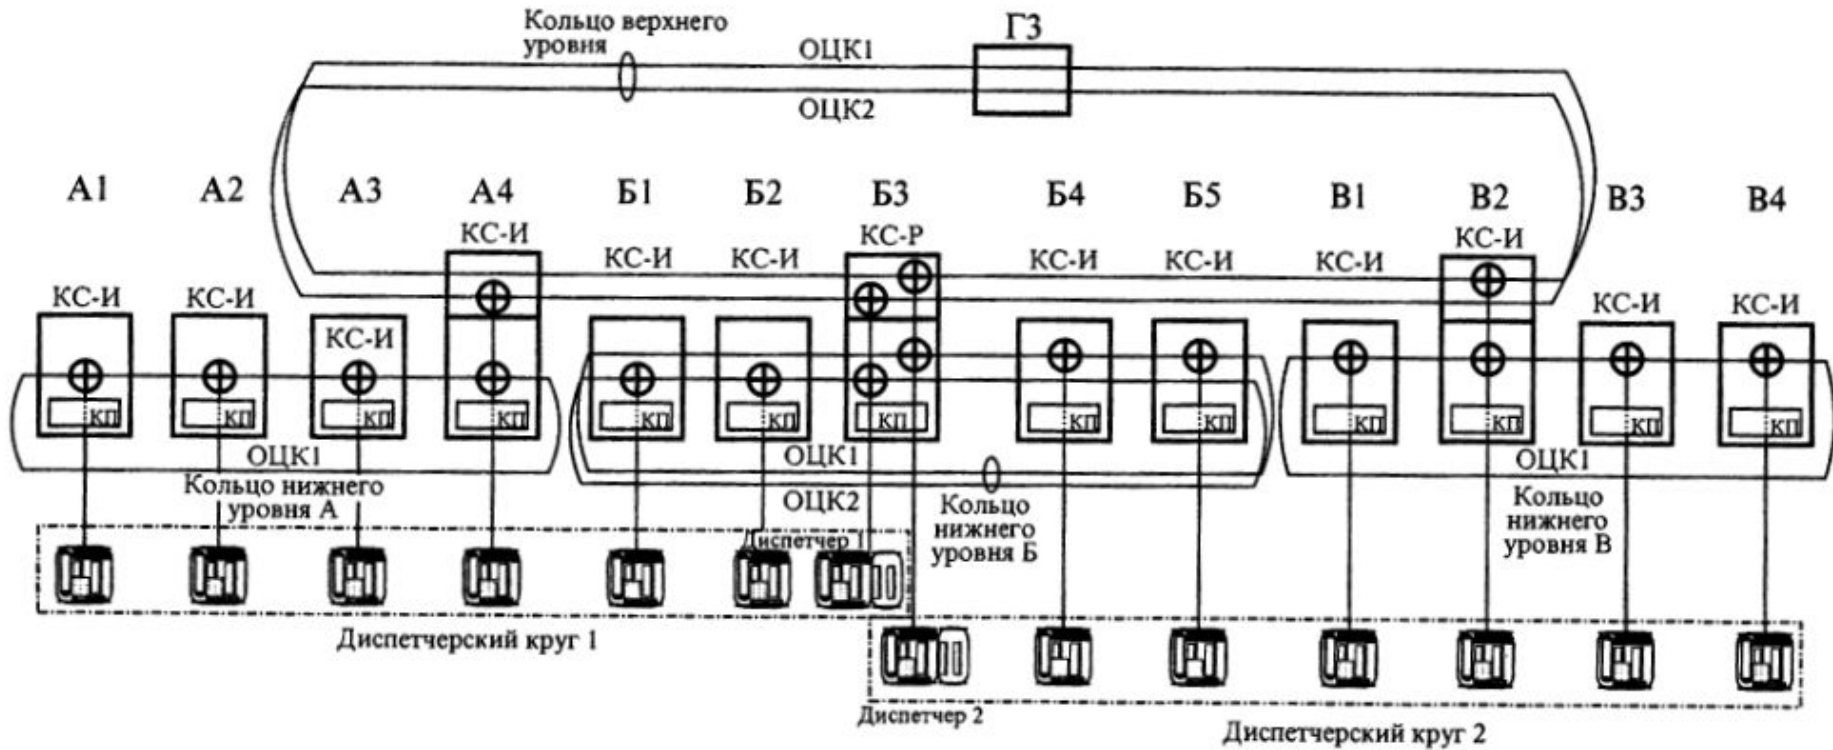 Кольцо верхнего
уровня
ОЦК1
ГЗ
ОЦК2
А1
А2
А3
А4
Б1
Б2
Б3
Б4
Б5
В1
В2
В3
В4
КС-И
КС-И
КС-И
КС-И
КС-И
КС-И
КС-Р
КС-И
КС-И
КС-И
КС-И
КС-И
КС-И
КП
КП
КП
КП
КП
КП
КП
КП
КП
КП
КП
КП
КП
ОЦК1
Кольцо нижнего
уровня А
ОЦК1
ОЦК2
Кольцо
нижнего
уровня Б
ОЦК1
Кольцо
нижнего
уровня В
Диспетчер 1
Диспетчерский круг 1
Диспетчер 2
Диспетчерский круг 2